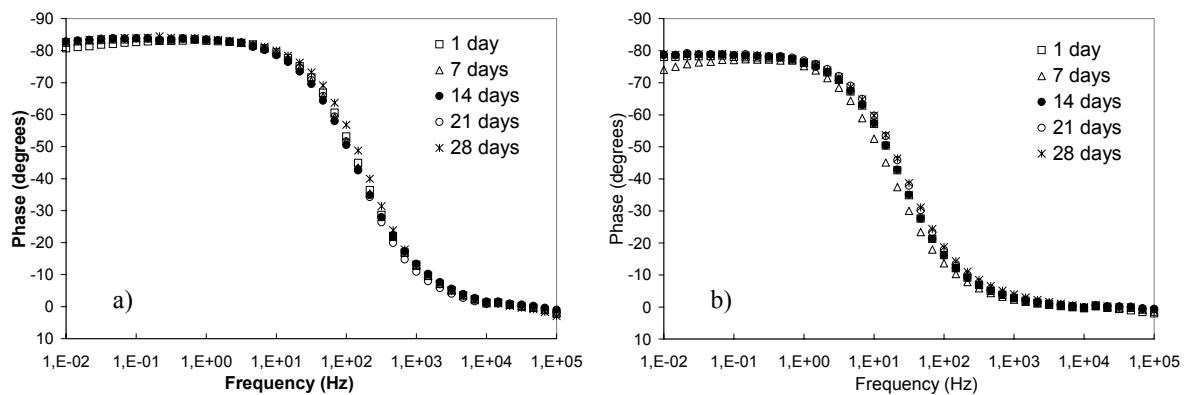 -90
-80
-70
-60
-50
-40
-30
-20
-10
0
10
Phase (degrees)
1 day
7 days
14 days
21 days
28 days
a)
1,E-02 1,E-01 1,E+00 1,E+01 1,E+02 1,E+03 1,E+04 1,E+05
Frequency (Hz)
-90
-80
-70
-60
-50
-40
-30
-20
-10
0
10
Phase (degrees)
1 day
7 days
14 days
21 days
28 days
b)
1,E-02 1,E-01 1,E+00 1,E+01 1,E+02 1,E+03 1,E+04 1,E+05
Frequency (Hz)